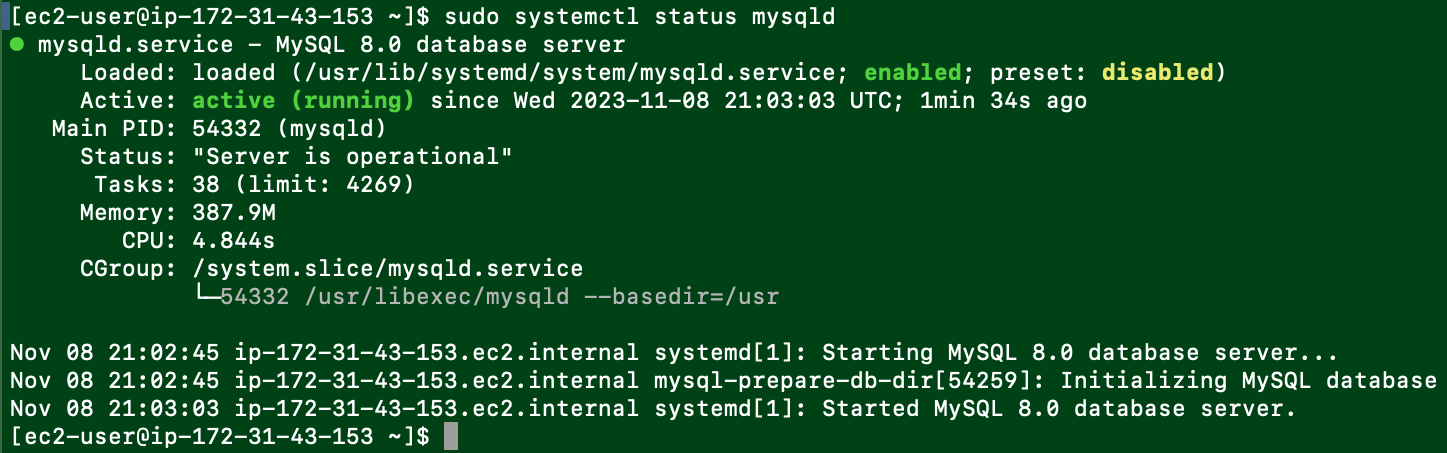 [ec2-user@ip-172-31-43-153 ~]$ sudo systemctl status mysqld
● mysqld.service – MySQL 8.0 database server
     Loaded: loaded (/usr/lib/systemd/system/mysqld.service; enabled; preset: disabled)
     Active: active (running) since Wed 2023-11-08 21:03:03 UTC; 1min 34s ago
   Main PID: 54332 (mysqld)
     Status: "Server is operational"
      Tasks: 38 (limit: 4269)
     Memory: 387.9M
        CPU: 4.844s
     CGroup: /system.slice/mysqld.service
             └─54332 /usr/libexec/mysqld --basedir=/usr

Nov 08 21:02:45 ip-172-31-43-153.ec2.internal systemd[1]: Starting MySQL 8.0 database server...
Nov 08 21:02:45 ip-172-31-43-153.ec2.internal mysql-prepare-db-dir[54259]: Initializing MySQL database
Nov 08 21:03:03 ip-172-31-43-153.ec2.internal systemd[1]: Started MySQL 8.0 database server.
[ec2-user@ip-172-31-43-153 ~]$